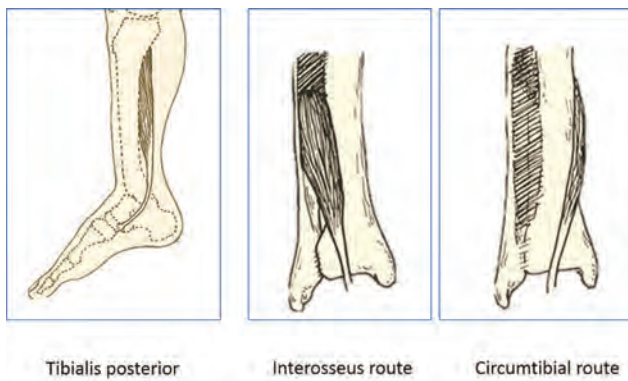 Tibialis posterior
Interosseus route
Circumtibial route